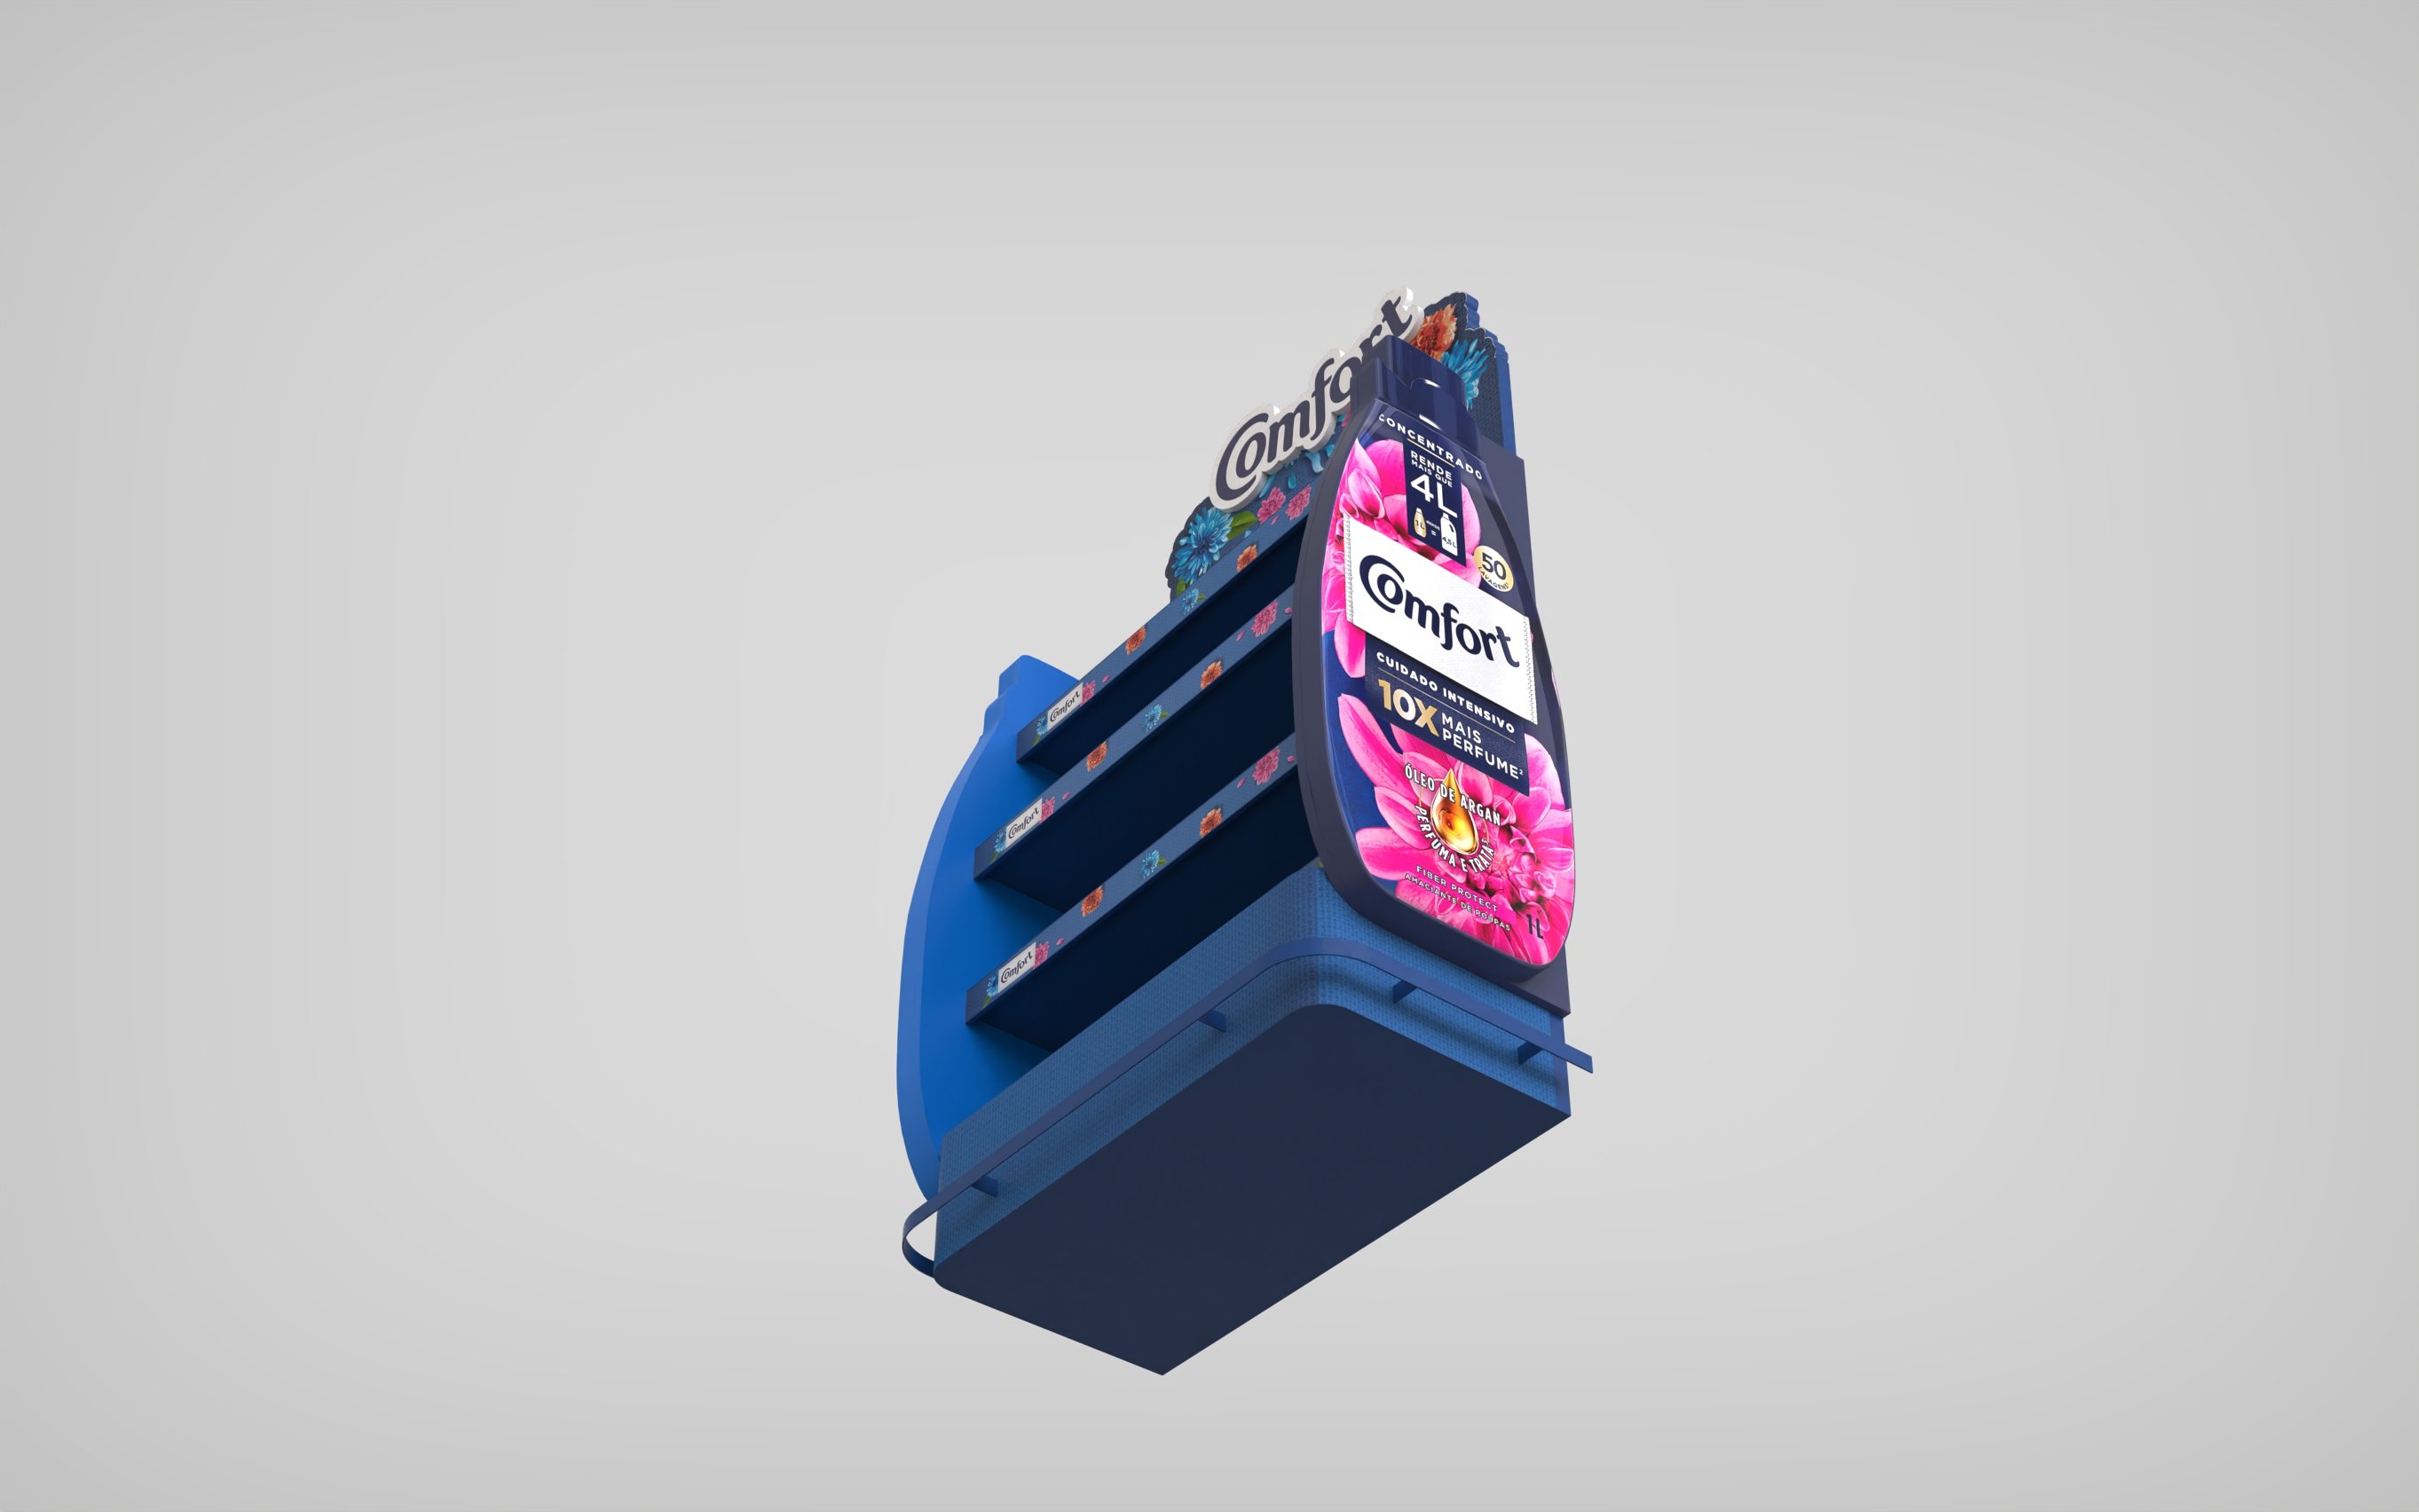 Comfort
CONCENTRADO
RENDE
MAIS QUE
4L
1L = 4,5L
50
LAVAGENS
Comfort
CUIDADO INTENSIVO
10X MAIS
PERFUME²
ÓLEO DE ARGAN
PERFUMA E TRATA
FIBER PROTECT
AMACIANTE DE ROUPAS
1L
Comfort
Comfort
Comfort